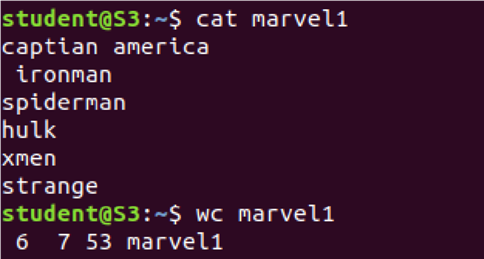 student@S3:~$ cat marvel1
captian america
 ironman
spiderman
hulk
xmen
strange
student@S3:~$ wc marvel1
 6  7 53 marvel1